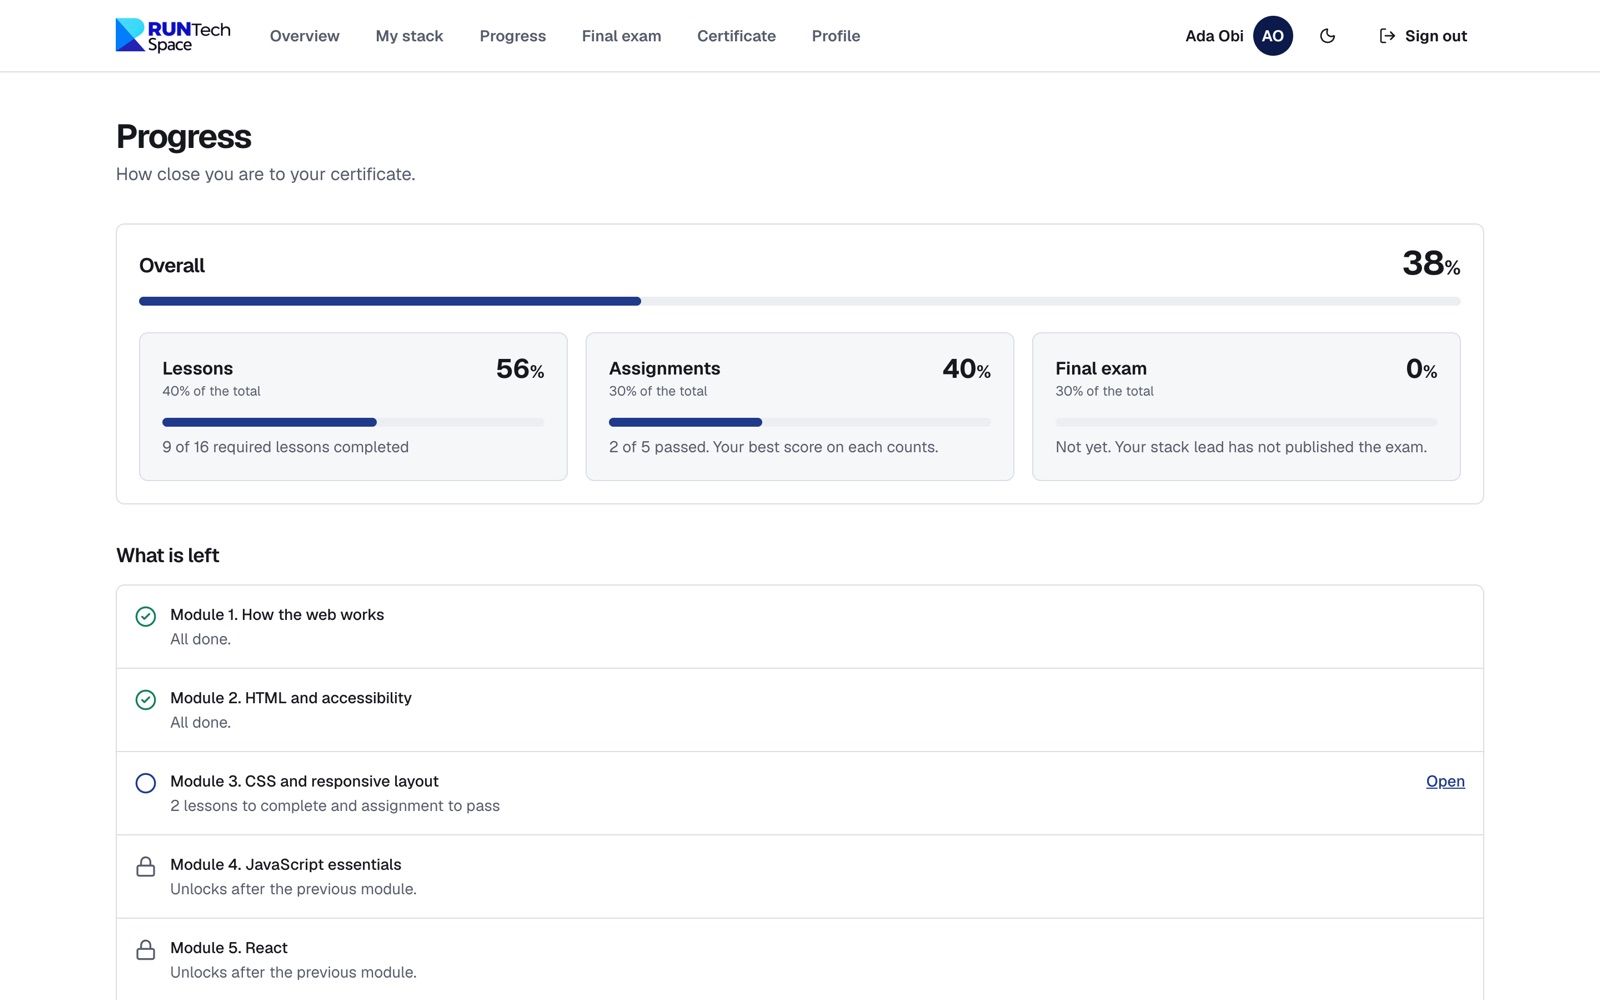 RUNTech
Space
Overview
My stack
Progress
Final exam
Certificate
Profile
Ada Obi
AO
Sign out
Progress
How close you are to your certificate.
Overall
38%
Lessons
56%
40% of the total
9 of 16 required lessons completed
Assignments
40%
30% of the total
2 of 5 passed. Your best score on each counts.
Final exam
0%
30% of the total
Not yet. Your stack lead has not published the exam.
What is left
Module 1. How the web works
All done.
Module 2. HTML and accessibility
All done.
Module 3. CSS and responsive layout
Open
2 lessons to complete and assignment to pass
Module 4. JavaScript essentials
Unlocks after the previous module.
Module 5. React
Unlocks after the previous module.